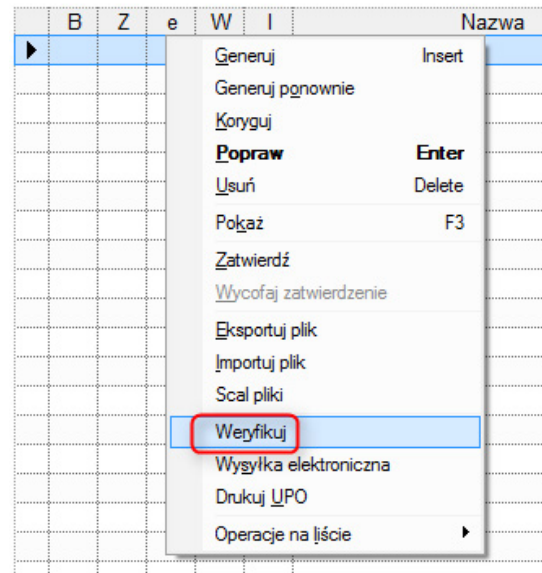 B Z e W I Nazwa
Generuj Insert
Generuj ponownie
Koryguj
Popraw Enter
Usuń Delete
Pokaż F3
Zatwierdź
Wycofaj zatwierdzenie
Eksportuj plik
Importuj plik
Scal pliki
Weryfikuj
Wysyłka elektroniczna
Drukuj UPO
Operacje na liście